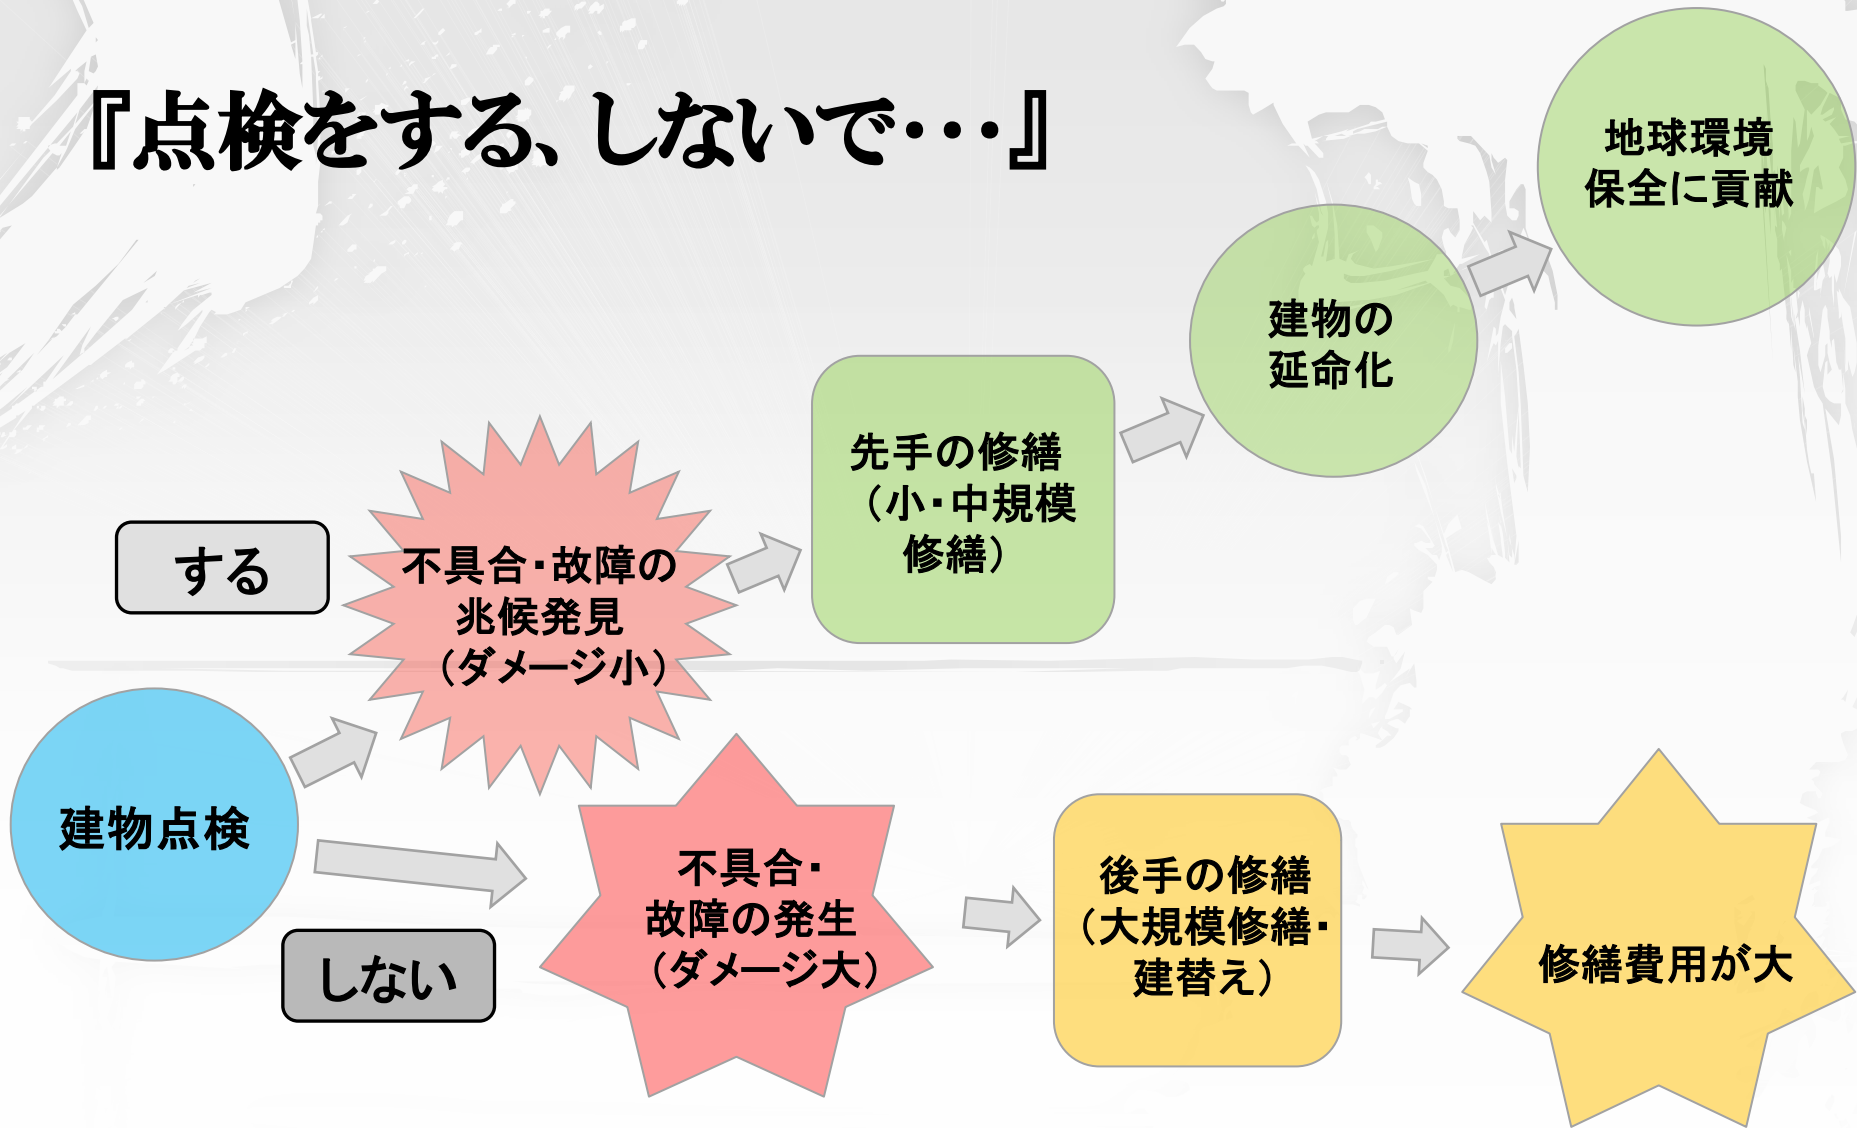 『点検をする、しないで・・・』
地球環境
保全に貢献
建物の
延命化
先手の修繕
（小・中規模
修繕）
する
不具合・故障の
兆候発見
（ダメージ小）
建物点検
しない
不具合・
故障の発生
（ダメージ大）
後手の修繕
（大規模修繕・
建替え）
修繕費用が大